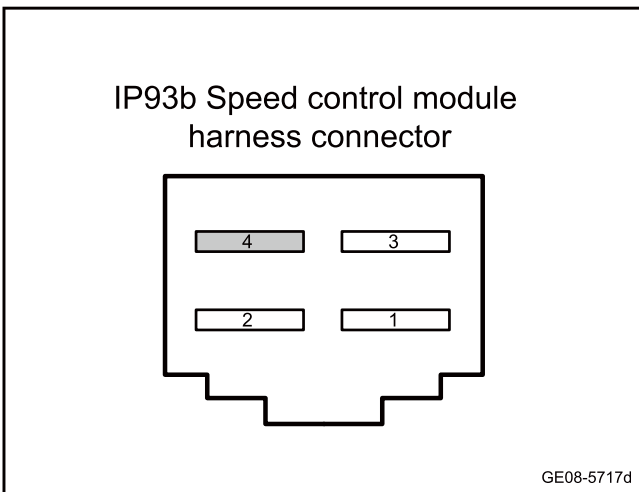 IP93b Speed control module
harness connector
4 3
2 1
GE08-5717d